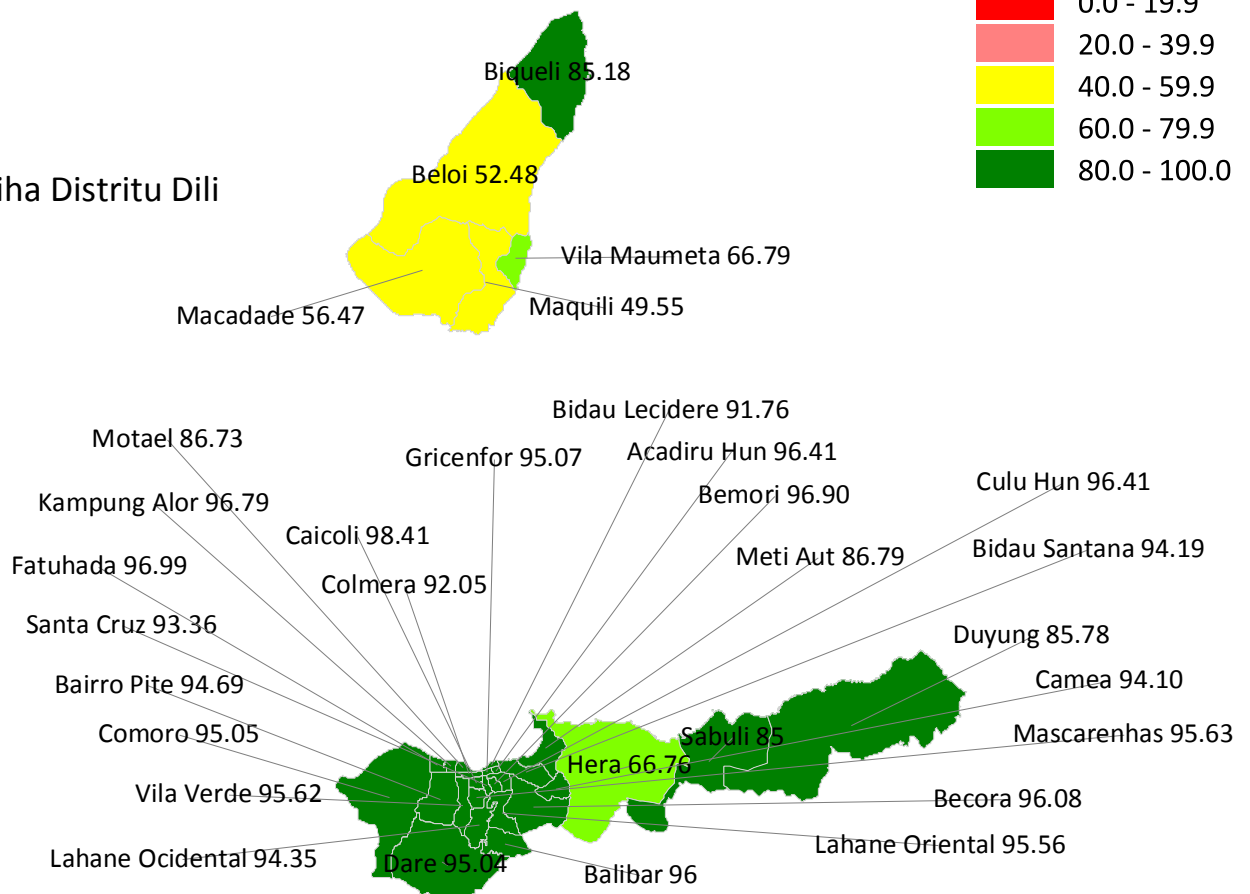 0.0 - 19.9
20.0 - 39.9
40.0 - 59.9
60.0 - 79.9
80.0 - 100.0
iha Distritu Dili
Biqueli 85.18
Beloi 52.48
Vila Maumeta 66.79
Maquili 49.55
Macadade 56.47
Bidau Lecidere 91.76
Motael 86.73
Gricenfor 95.07
Acadiru Hun 96.41
Culu Hun 96.41
Kampung Alor 96.79
Bemori 96.90
Caicoli 98.41
Meti Aut 86.79
Bidau Santana 94.19
Fatuhada 96.99
Colmera 92.05
Santa Cruz 93.36
Duyung 85.78
Bairro Pite 94.69
Camea 94.10
Comoro 95.05
Sabuli 85
Mascarenhas 95.63
Hera 66.76
Vila Verde 95.62
Becora 96.08
Lahane Oriental 95.56
Lahane Ocidental 94.35
Dare 95.04
Balibar 96